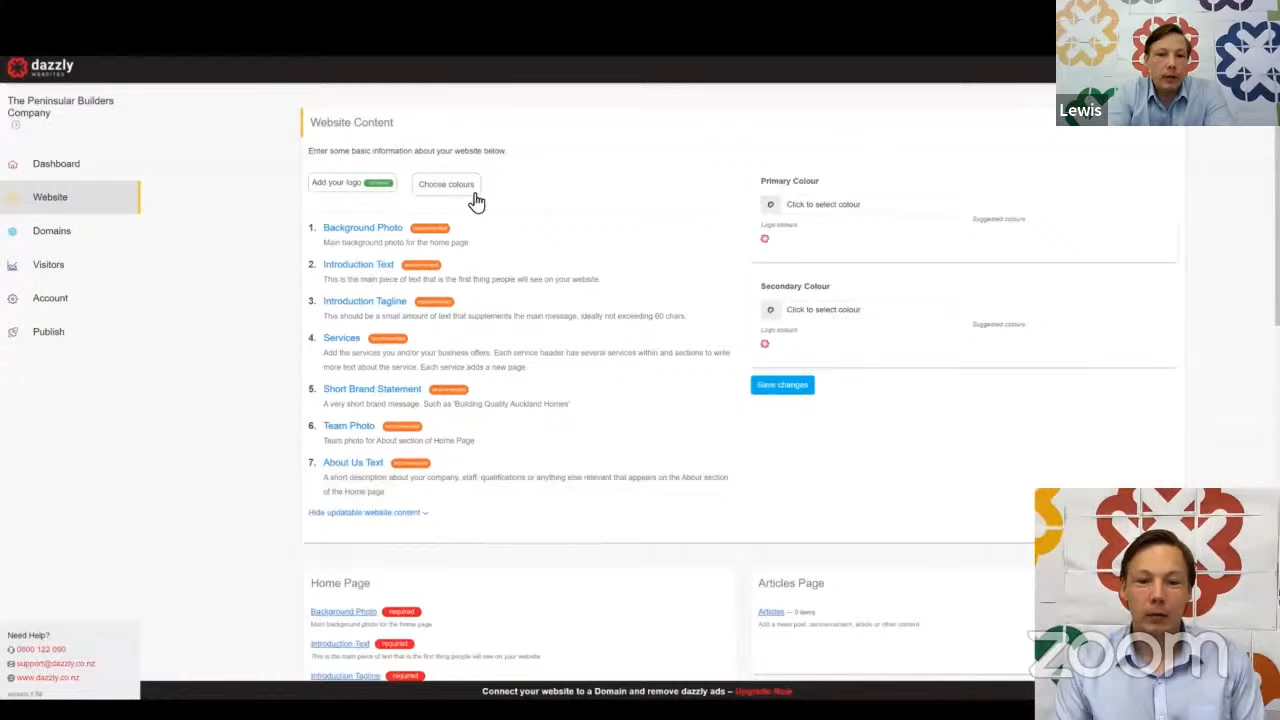 dazzly
WEBSITES
Lewis
The Peninsular Builders
Company
Dashboard
Website
Domains
Visitors
Account
Publish
Need Help?
0800 122 090
support@dazzly.co.nz
www.dazzly.co.nz
Website Content
Enter some basic information about your website below.
Add your logo
Choose colours
1. Background Photo recommended
Main background photo for the home page
2. Introduction Text recommended
This is the main piece of text that is the first thing people will see on your website.
3. Introduction Tagline recommended
This should be a small amount of text that supplements the main message, ideally not exceeding 60 chars.
4. Services recommended
Add the services you and/or your business offers. Each service header has several services within and sections to write
more text about the service. Each service adds a new page.
5. Short Brand Statement recommended
A very short brand message. Such as 'Building Quality Auckland Homes'
6. Team Photo recommended
Team photo for About section of Home Page
7. About Us Text recommended
A short description about your company, staff, qualifications or anything else relevant that appears on the About section
of the Home page
Hide updatable website content
Primary Colour
Click to select colour
Logo colours
Suggested colours
Secondary Colour
Click to select colour
Logo colours
Suggested colours
Save changes
Home Page
Background Photo required
Main background photo for the home page
Introduction Text required
This is the main piece of text that is the first thing people will see on your website
Introduction Tagline required
Articles Page
Articles — 0 items
Add a news post, announcement, article or other content
Connect your website to a Domain and remove dazzly ads – Upgrade Now
zoom